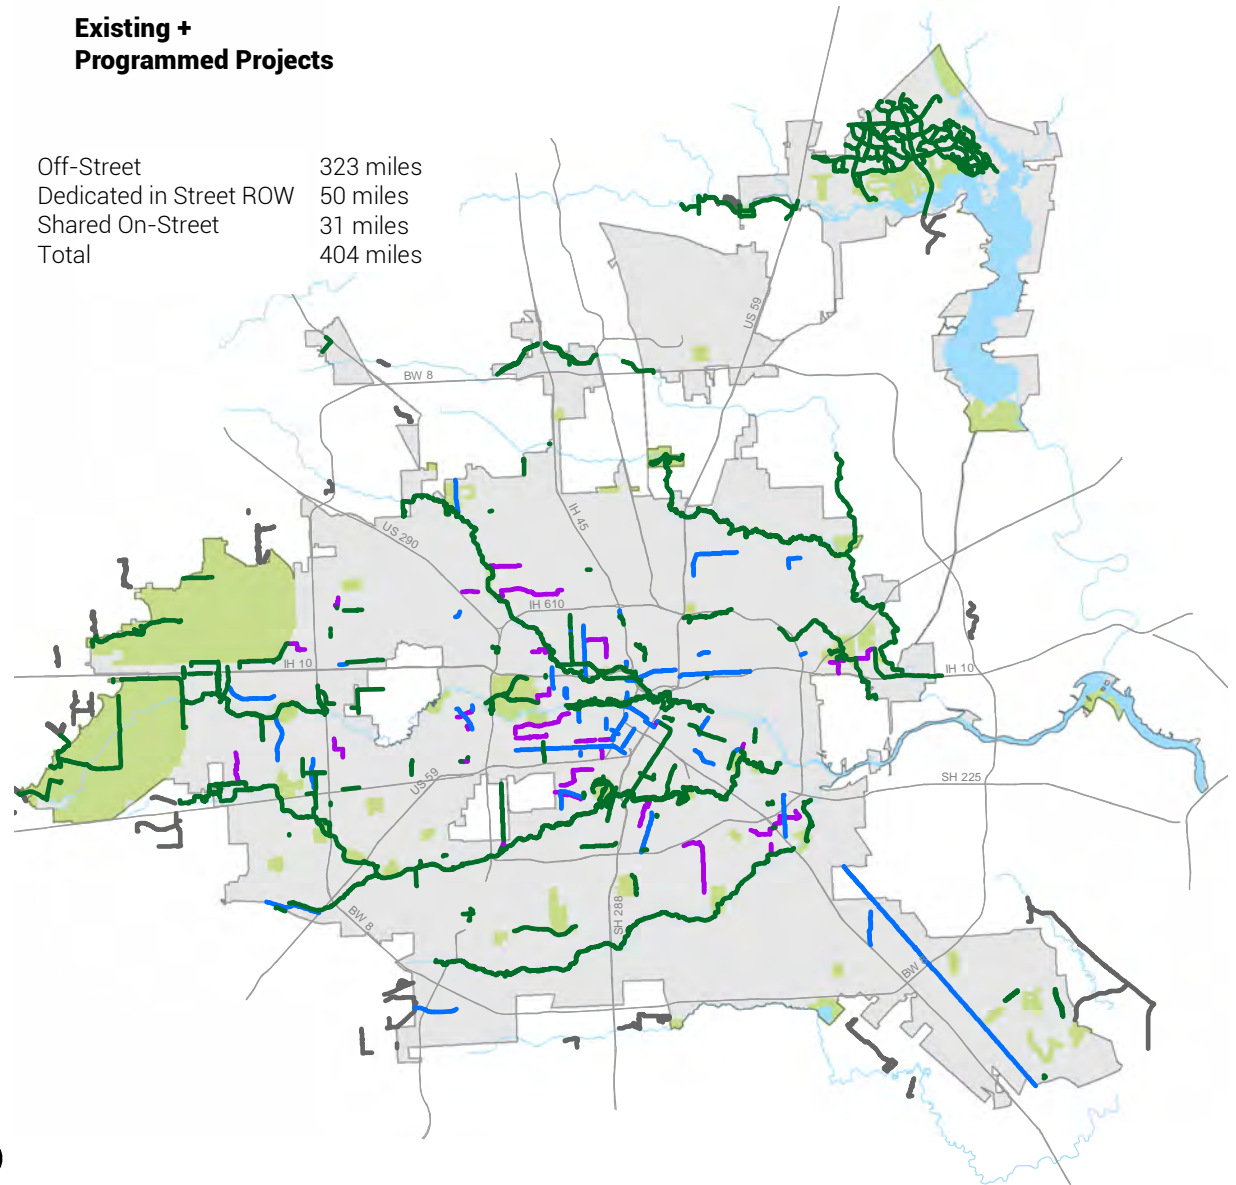 Existing +
Programmed Projects
Off-Street 323 miles
Dedicated in Street ROW 50 miles
Shared On-Street 31 miles
Total 404 miles
US 59
BW 8
IH 45
US 290
IH 610
IH 10
IH 10
US 59
SH 225
SH 288
BW 8
BW
)